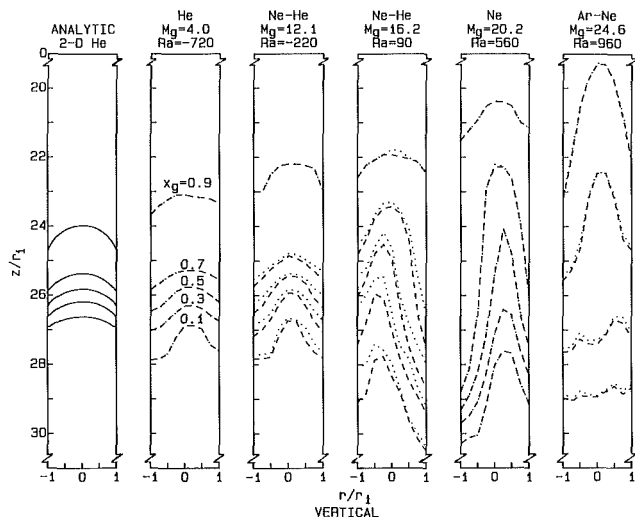 ANALYTIC
2-D He
He
Mg=4.0
Ra=-720
Ne-He
Mg=12.1
Ra=-220
Ne-He
Mg=16.2
Ra=90
Ne
Mg=20.2
Ra=560
Ar-Ne
Mg=24.6
Ra=960
0
20
22
24
26
28
30
z/r₁
xg=0.9
0.7
0.5
0.3
0.1
-1 0 1
-1 0 1
-1 0 1
-1 0 1
-1 0 1
-1 0 1
r/r₁
VERTICAL